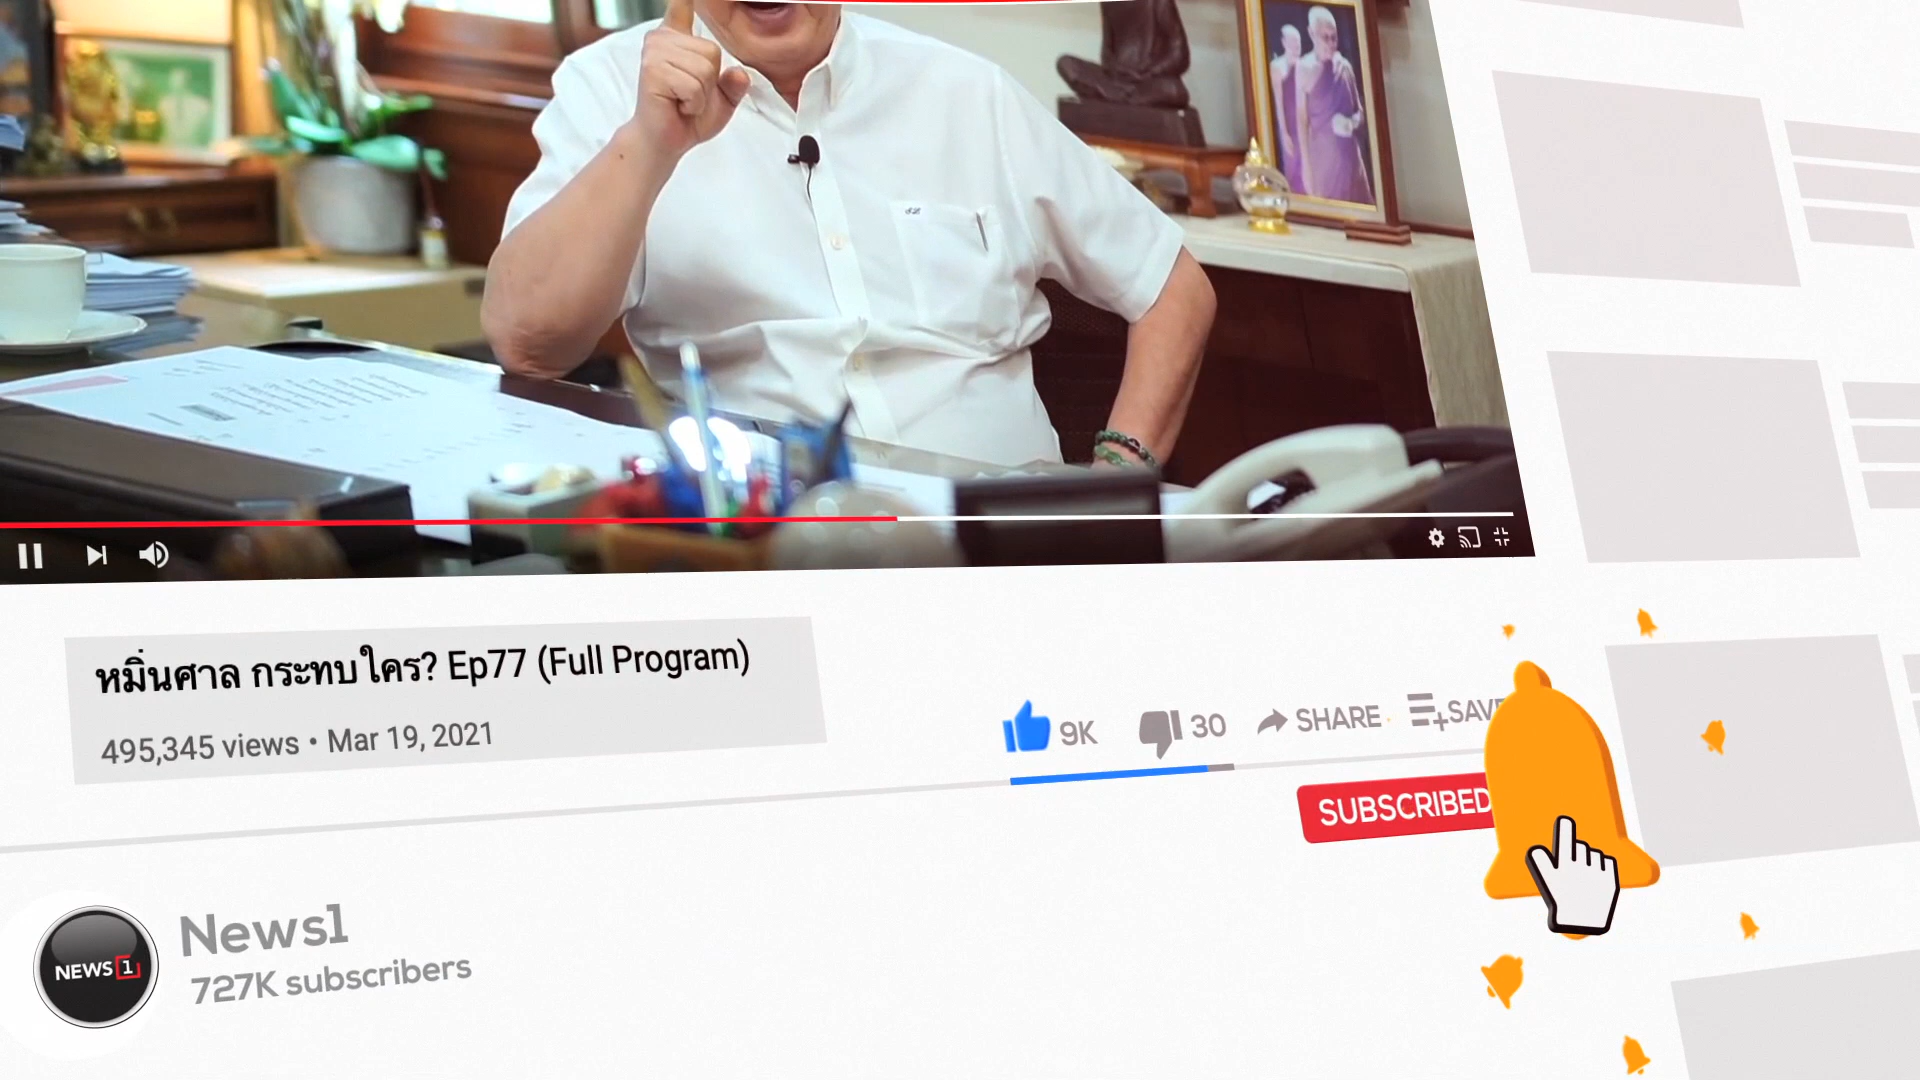 หมิ่นศาล กระทบใคร? Ep77 (Full Program)
495,345 views • Mar 19, 2021
9K
30
SHARE
SAVE
SUBSCRIBED
NEWS 1
News1
727K subscribers